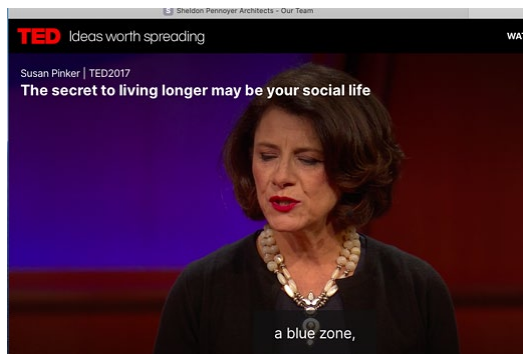 Sheldon Pennoyer Architects - Our Team
TED Ideas worth spreading
WAT
Susan Pinker | TED2017
The secret to living longer may be your social life
a blue zone,